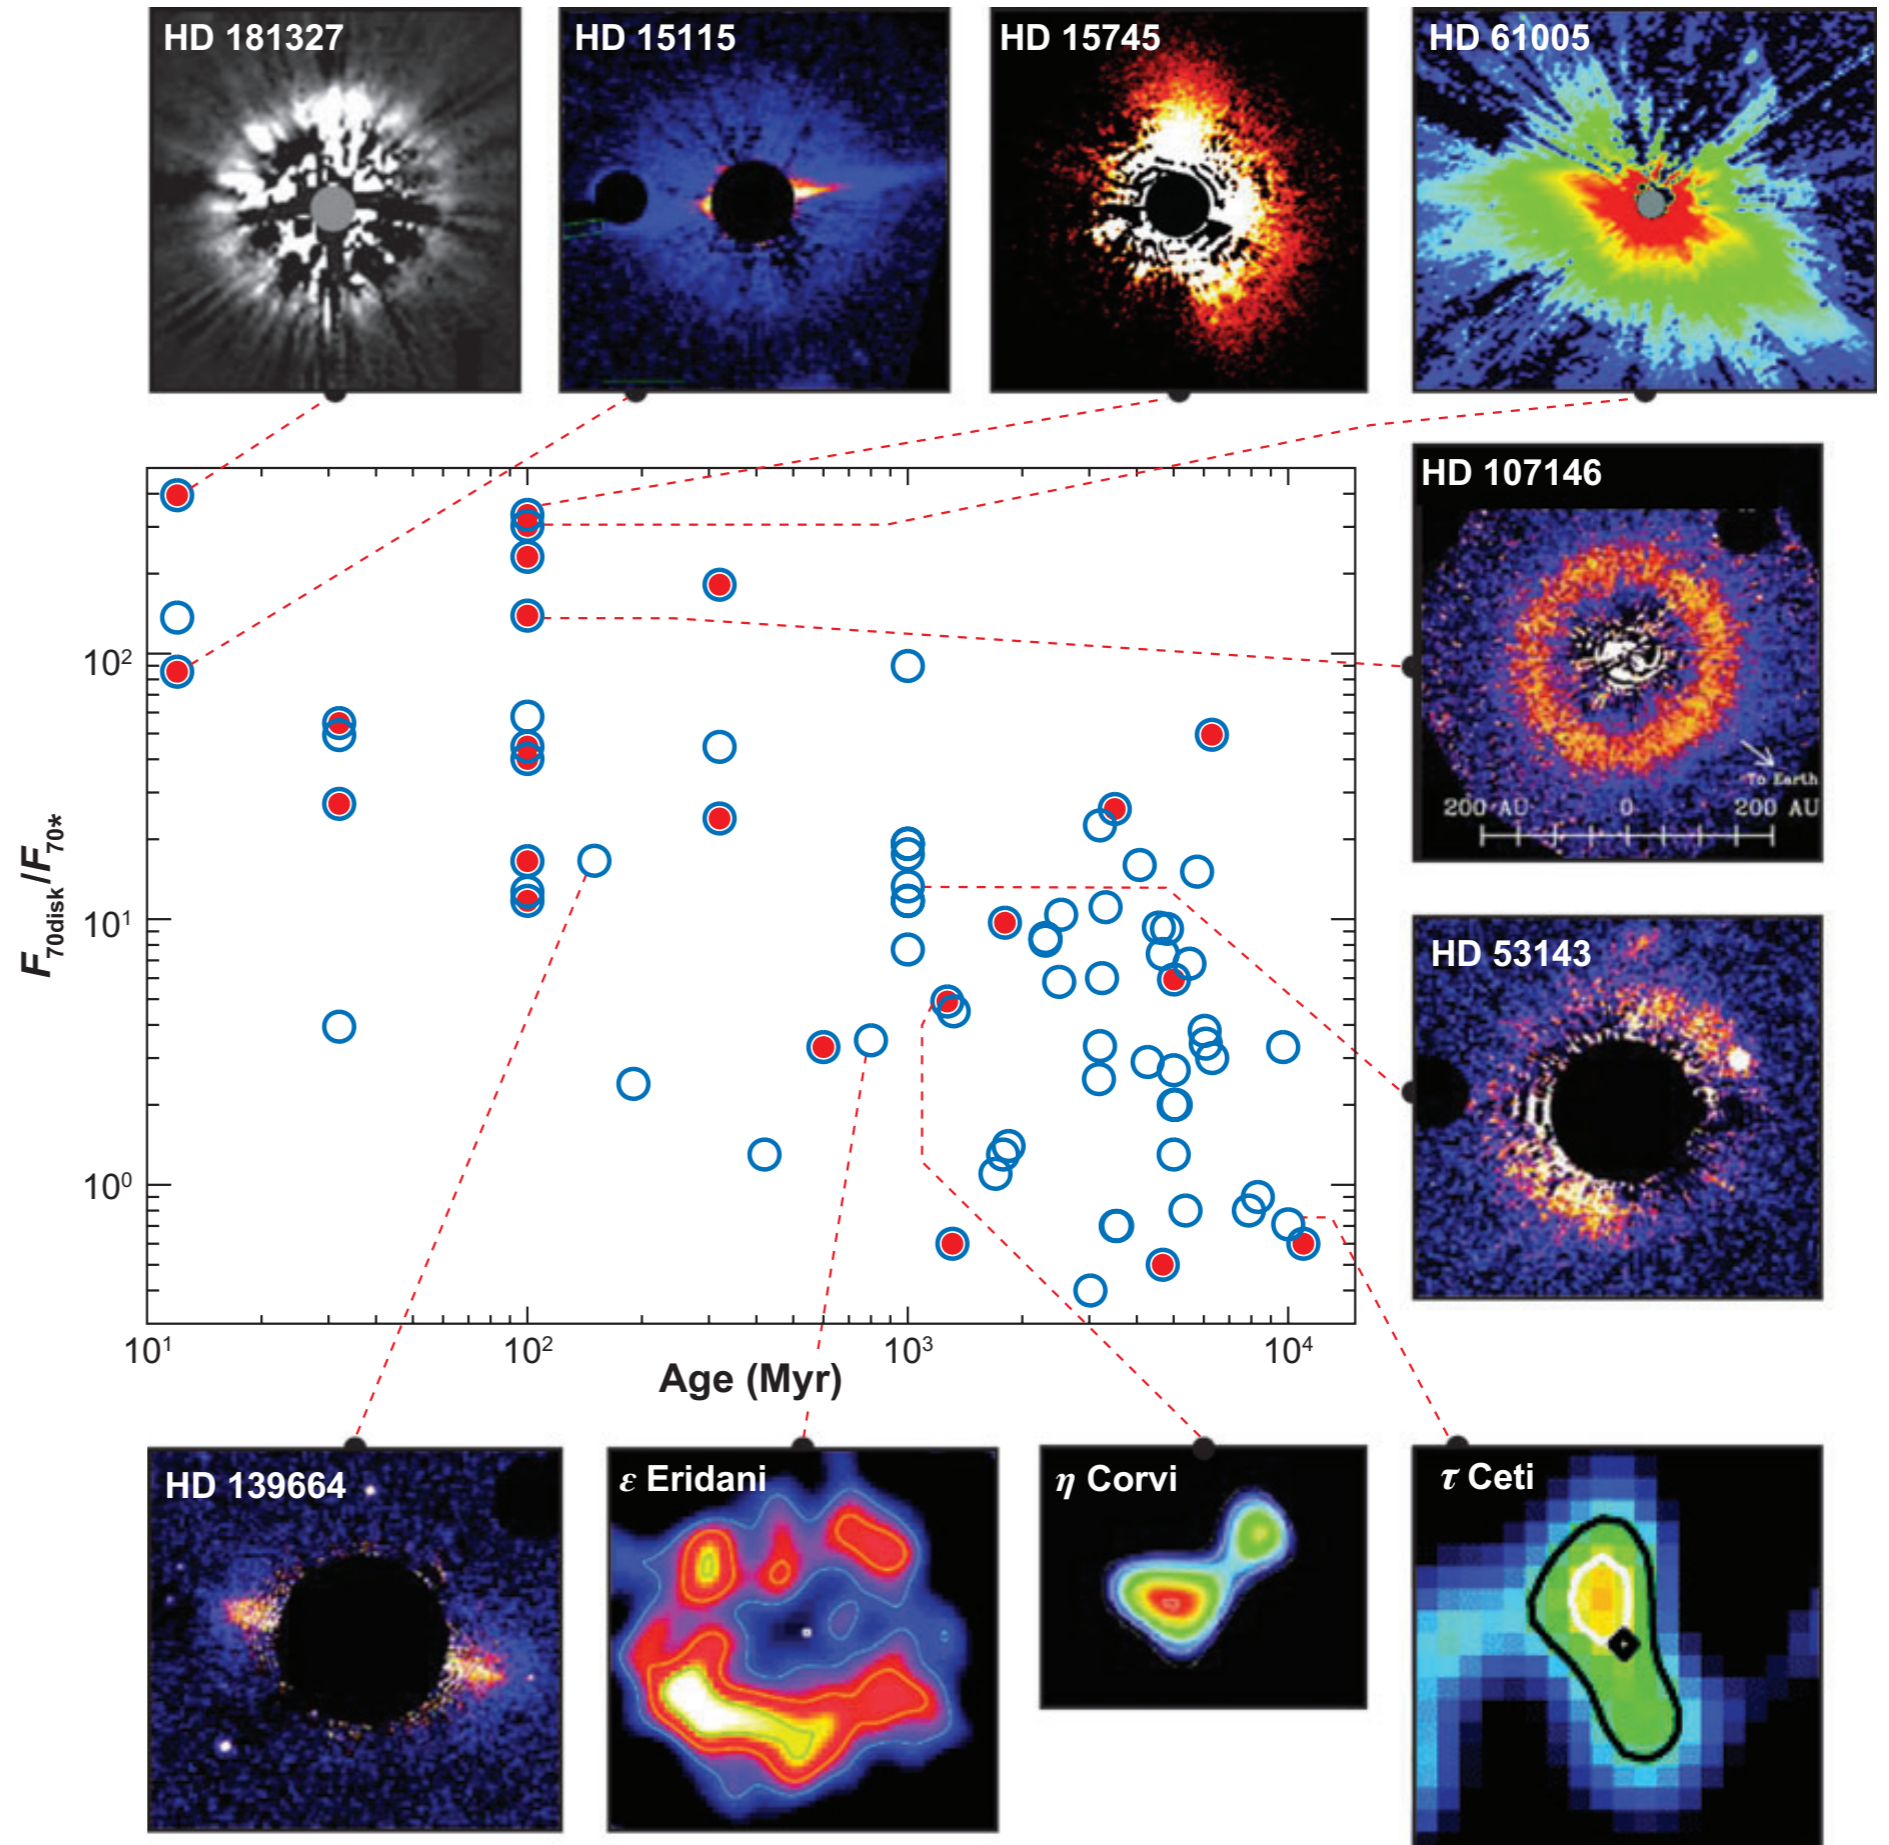 HD 181327
HD 15115
HD 15745
HD 61005
HD 107146
To Earth
200 AU 0 200 AU
HD 53143
F70disk/F70*
10²
10¹
10⁰
10¹ 10² 10³ 10⁴
Age (Myr)
HD 139664
ε Eridani
η Corvi
τ Ceti